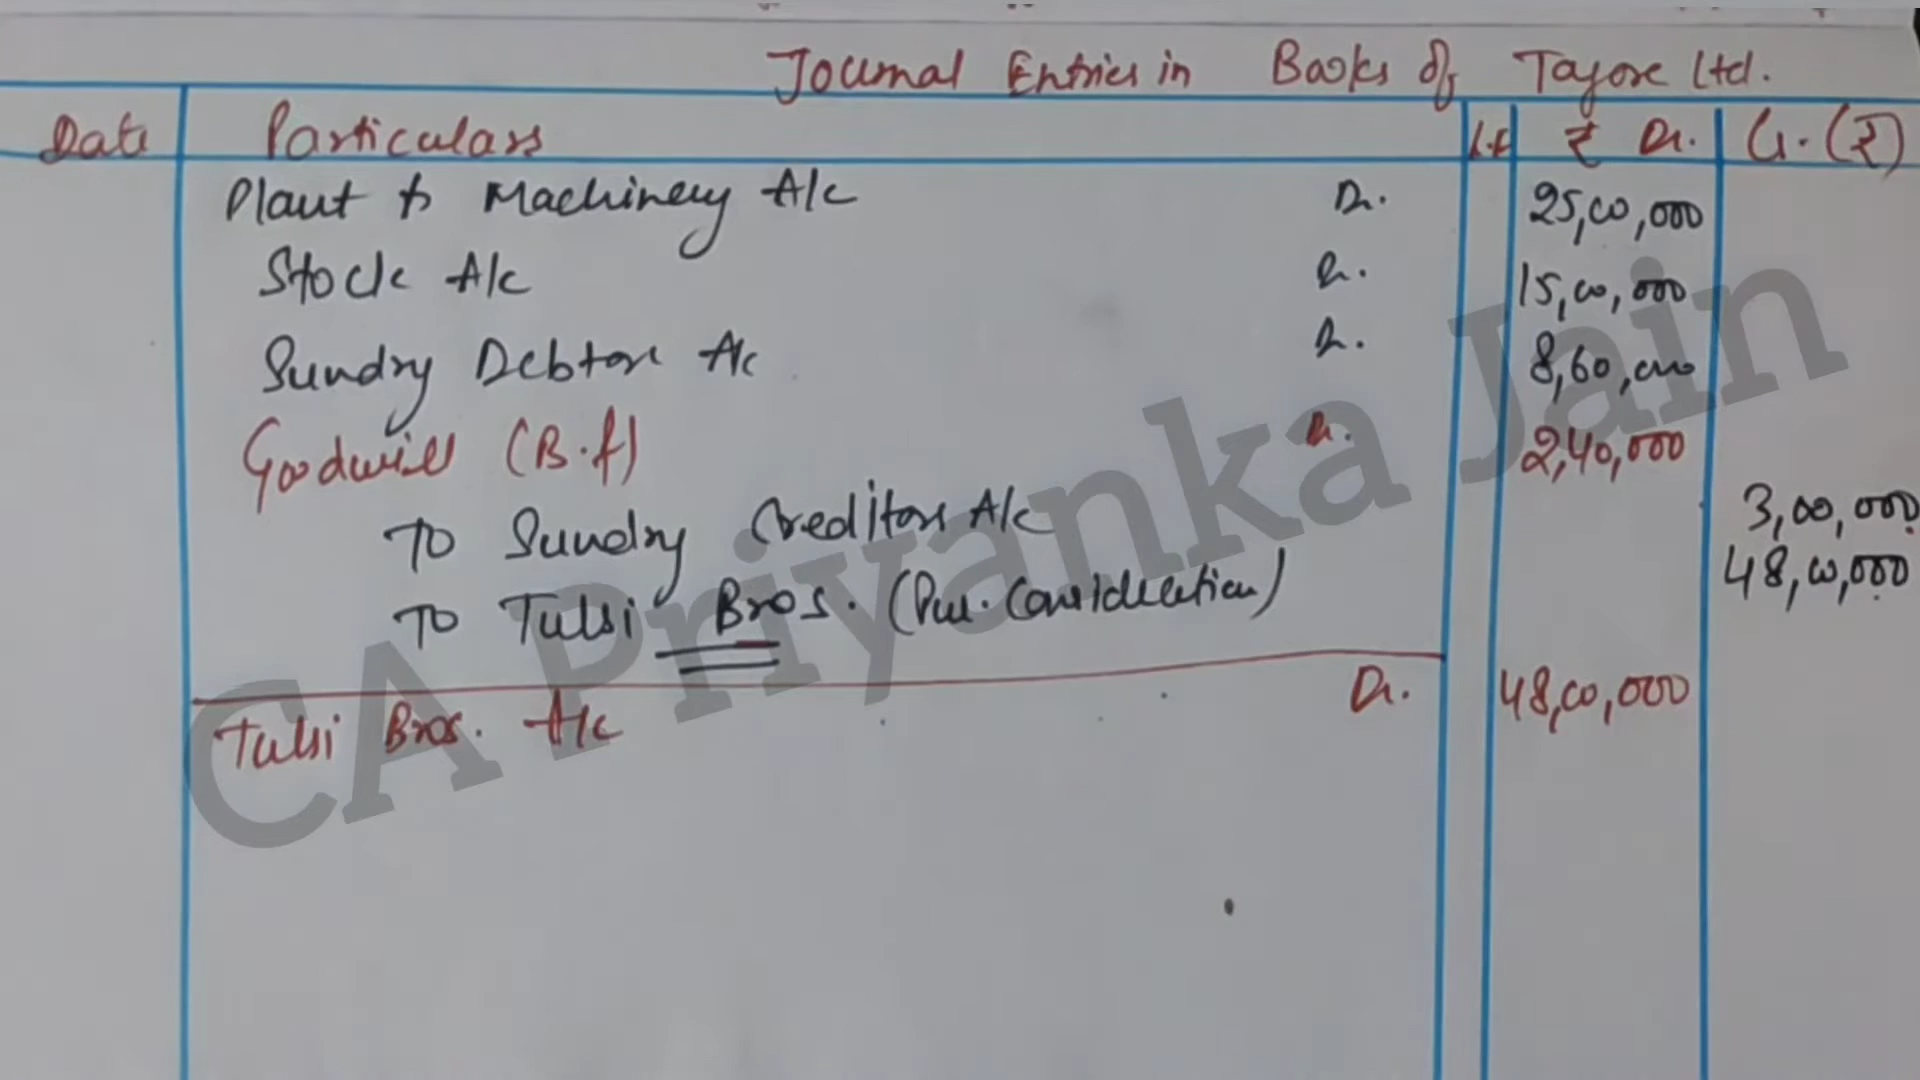 Journal Entries in Books of Tagore Ltd.
Date Particulars L.F ₹ Dr. Cr. (₹)
Plant & Machinery A/c Dr. 25,00,000
Stock A/c Dr. 15,00,000
Sundry Debtors A/c Dr. 8,60,000
Goodwill (B.f) Dr. 2,40,000
To Sundry Creditors A/c 3,00,000
To Tulsi Bros. (Pur. Consideration) 48,00,000
Tulsi Bros. A/c Dr. 48,00,000
CA Priyanka Jain